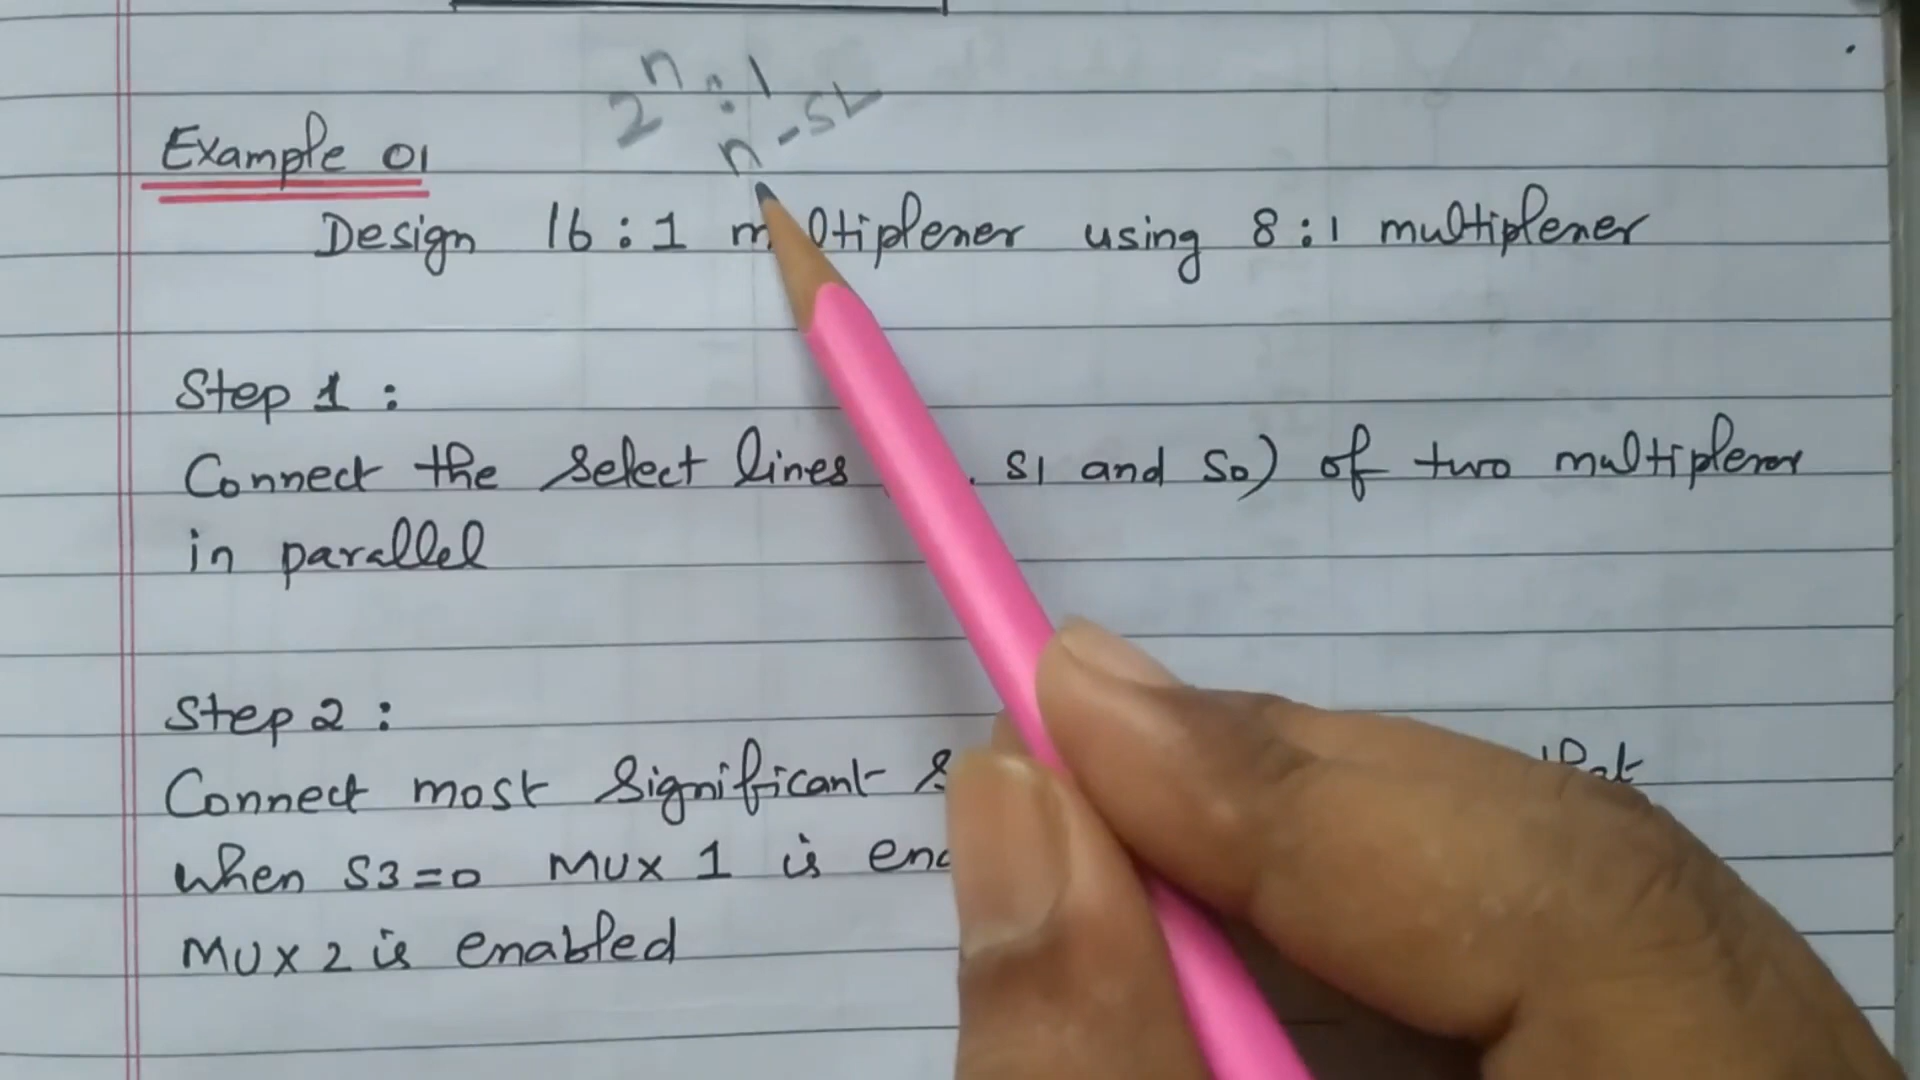 2ⁿ : 1
n - SL
Example 01
Design 16 : 1 multiplexer using 8 : 1 multiplexer
Step 1 :
Connect the select lines S1 and S0) of two multiplexer
in parallel
Step 2 :
Connect most significant
when S3=0 MUX 1 is
MUX 2 is enabled